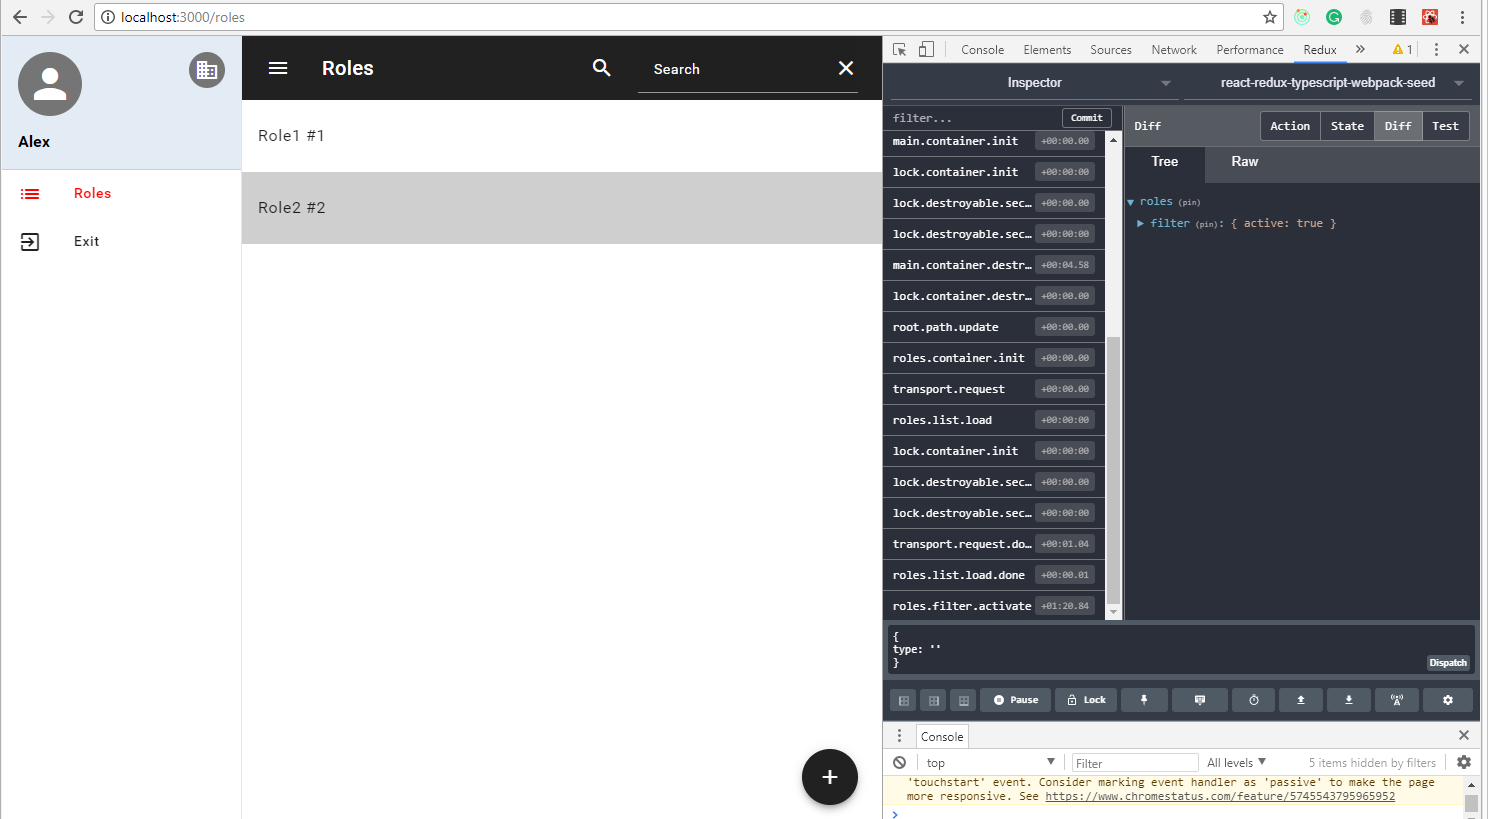 localhost:3000/roles
Alex
Roles
Exit
Roles
Search
Role1 #1
Role2 #2
Console Elements Sources Network Performance Redux 1
Inspector react-redux-typescript-webpack-seed
filter... Commit
main.container.init +00:00.00
lock.container.init +00:00.00
lock.destroyable.sec... +00:00.00
lock.destroyable.sec... +00:00:00
main.container.destr... +00:04.58
lock.container.destr... +00:00.00
root.path.update +00:00.00
roles.container.init +00:00.00
transport.request +00:00.00
roles.list.load +00:00:00
lock.container.init +00:00:00
lock.destroyable.sec... +00:00.00
lock.destroyable.sec... +00:00:00
transport.request.do... +00:01.04
roles.list.load.done +00:00.01
roles.filter.activate +01:20.84
Diff Action State Diff Test
Tree Raw
roles (pin)
filter (pin): { active: true }
{
type: ''
}
Dispatch
Pause Lock
Console
top Filter All levels 5 items hidden by filters
'touchstart' event. Consider marking event handler as 'passive' to make the page
more responsive. See https://www.chromestatus.com/feature/5745543795965952